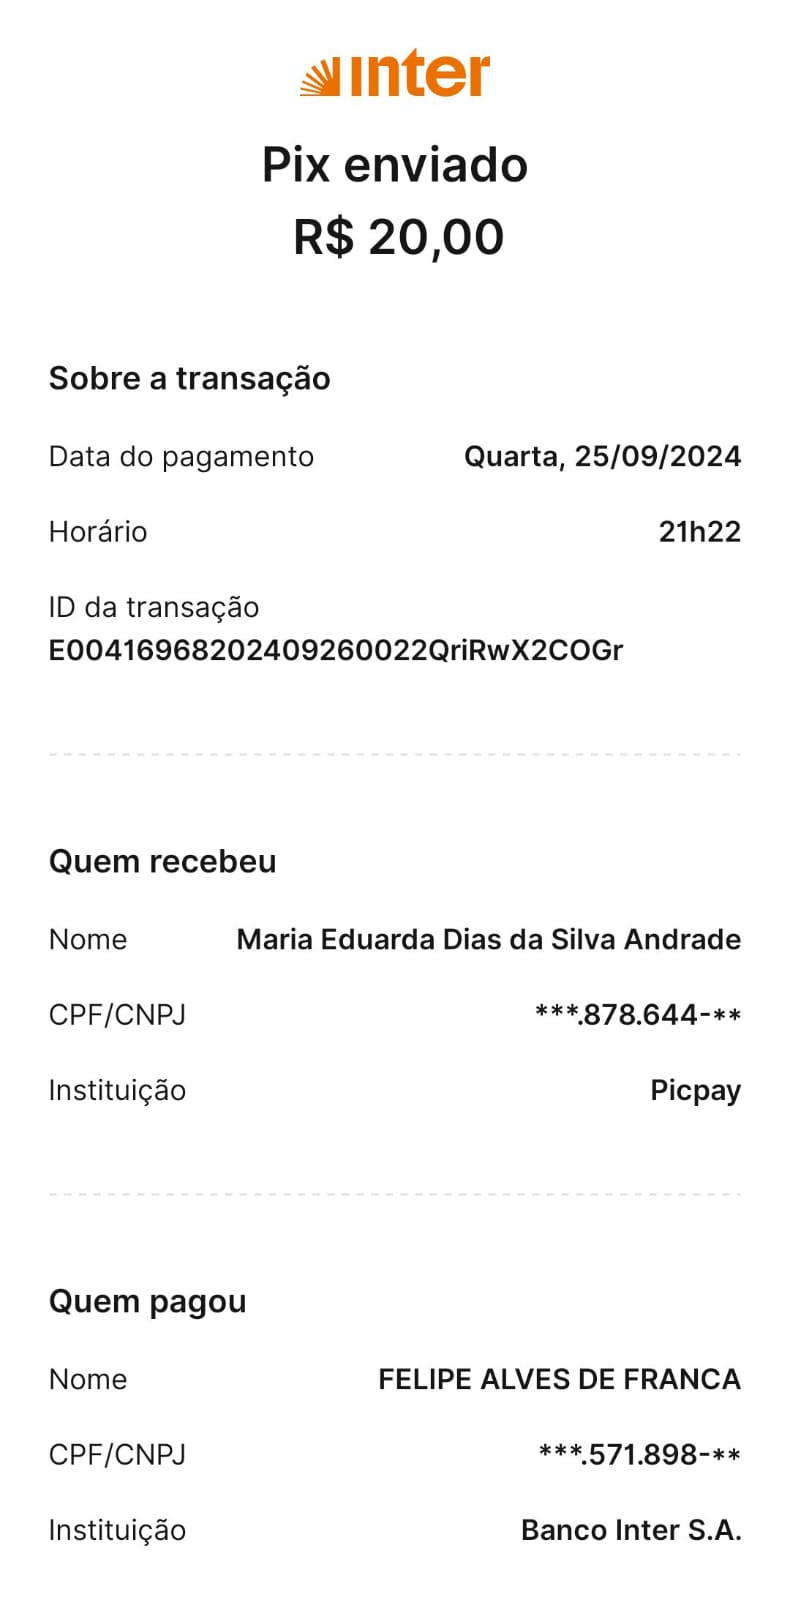 inter
Pix enviado
R$ 20,00
Sobre a transação
Data do pagamento Quarta, 25/09/2024
Horário 21h22
ID da transação
E00416968202409260022QriRwX2COGr
Quem recebeu
Nome Maria Eduarda Dias da Silva Andrade
CPF/CNPJ ***.878.644-**
Instituição Picpay
Quem pagou
Nome FELIPE ALVES DE FRANCA
CPF/CNPJ ***.571.898-**
Instituição Banco Inter S.A.